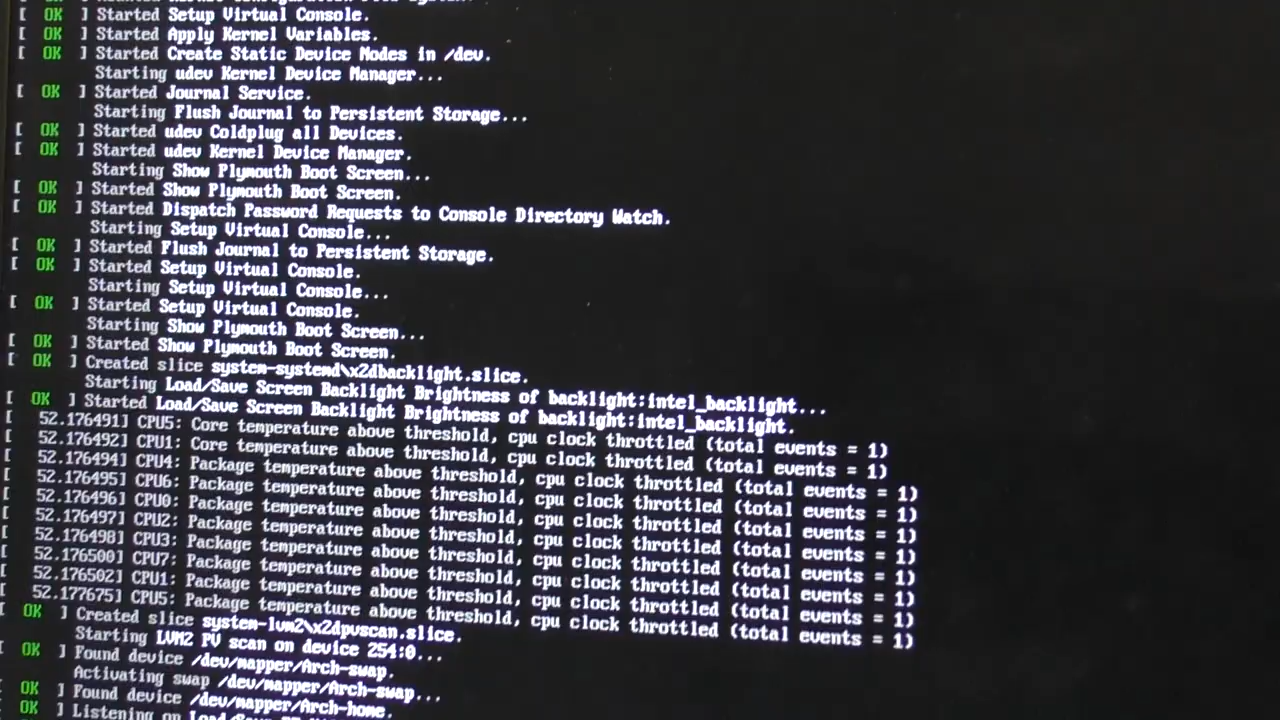 [  OK  ] Started Setup Virtual Console.
[  OK  ] Started Apply Kernel Variables.
[  OK  ] Started Create Static Device Nodes in /dev.
Starting udev Kernel Device Manager...
[  OK  ] Started Journal Service.
Starting Flush Journal to Persistent Storage...
[  OK  ] Started udev Coldplug all Devices.
[  OK  ] Started udev Kernel Device Manager.
Starting Show Plymouth Boot Screen...
[  OK  ] Started Show Plymouth Boot Screen.
[  OK  ] Started Dispatch Password Requests to Console Directory Watch.
Starting Setup Virtual Console...
[  OK  ] Started Flush Journal to Persistent Storage.
[  OK  ] Started Setup Virtual Console.
Starting Setup Virtual Console...
[  OK  ] Started Setup Virtual Console.
Starting Show Plymouth Boot Screen...
[  OK  ] Started Show Plymouth Boot Screen.
[  OK  ] Created slice system-systemd\x2dbacklight.slice.
Starting Load/Save Screen Backlight Brightness of backlight:intel_backlight...
[  OK  ] Started Load/Save Screen Backlight Brightness of backlight:intel_backlight.
[   52.176491] CPU5: Core temperature above threshold, cpu clock throttled (total events = 1)
[   52.176492] CPU1: Core temperature above threshold, cpu clock throttled (total events = 1)
[   52.176494] CPU4: Package temperature above threshold, cpu clock throttled (total events = 1)
[   52.176495] CPU6: Package temperature above threshold, cpu clock throttled (total events = 1)
[   52.176496] CPU0: Package temperature above threshold, cpu clock throttled (total events = 1)
[   52.176497] CPU2: Package temperature above threshold, cpu clock throttled (total events = 1)
[   52.176498] CPU3: Package temperature above threshold, cpu clock throttled (total events = 1)
[   52.176500] CPU7: Package temperature above threshold, cpu clock throttled (total events = 1)
[   52.176502] CPU1: Package temperature above threshold, cpu clock throttled (total events = 1)
[   52.177675] CPU5: Package temperature above threshold, cpu clock throttled (total events = 1)
[  OK  ] Created slice system-lvm2\x2dpvscan.slice.
Starting LVM2 PV scan on device 254:0...
[  OK  ] Found device /dev/mapper/Arch-swap.
Activating swap /dev/mapper/Arch-swap...
[  OK  ] Found device /dev/mapper/Arch-home.
[  OK  ] Listening on Load/Save